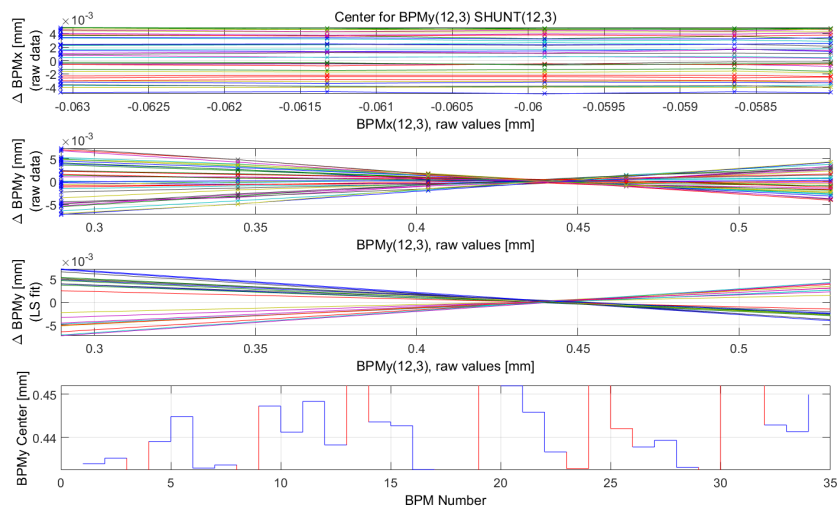 Center for BPMy(12,3) SHUNT(12,3)
×10⁻³
Δ BPMx [mm]
(raw data)
4
2
0
-2
-4
-0.063 -0.0625 -0.062 -0.0615 -0.061 -0.0605 -0.06 -0.0595 -0.059 -0.0585
BPMx(12,3), raw values [mm]
×10⁻³
Δ BPMy [mm]
(raw data)
5
0
-5
0.3 0.35 0.4 0.45 0.5
BPMy(12,3), raw values [mm]
×10⁻³
Δ BPMy [mm]
(LS fit)
5
0
-5
0.3 0.35 0.4 0.45 0.5
BPMy(12,3), raw values [mm]
BPMy Center [mm]
0.45
0.44
0 5 10 15 20 25 30 35
BPM Number